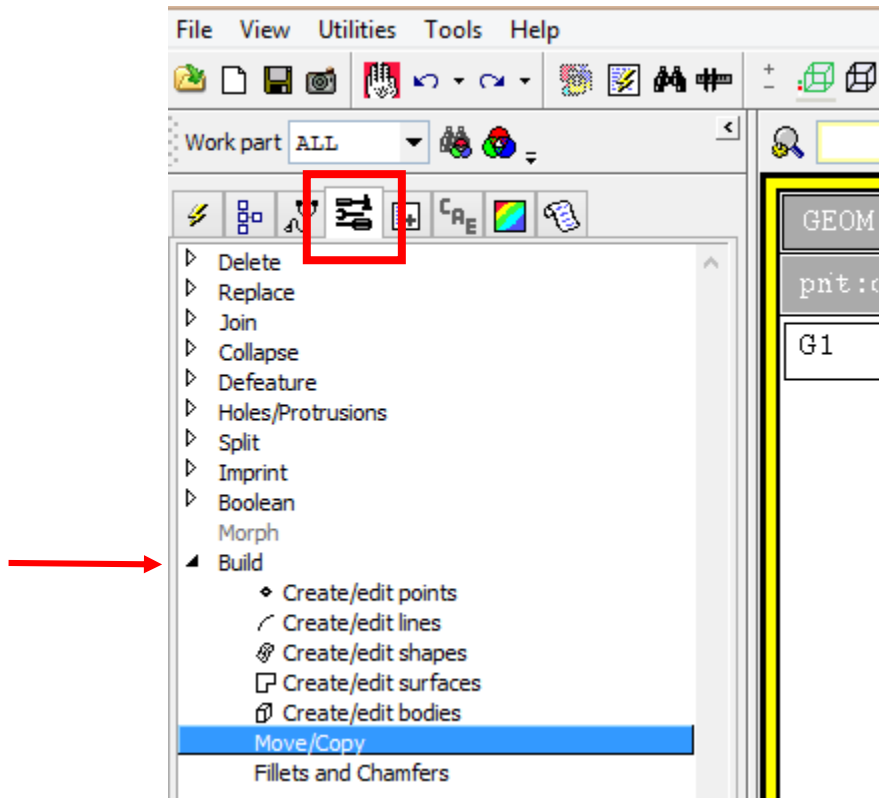 File View Utilities Tools Help
Work part ALL
CAE
GEOM
G1
Delete
Replace
Join
Collapse
Defeature
Holes/Protrusions
Split
Imprint
Boolean
Morph
Build
Create/edit points
Create/edit lines
Create/edit shapes
Create/edit surfaces
Create/edit bodies
Move/Copy
Fillets and Chamfers